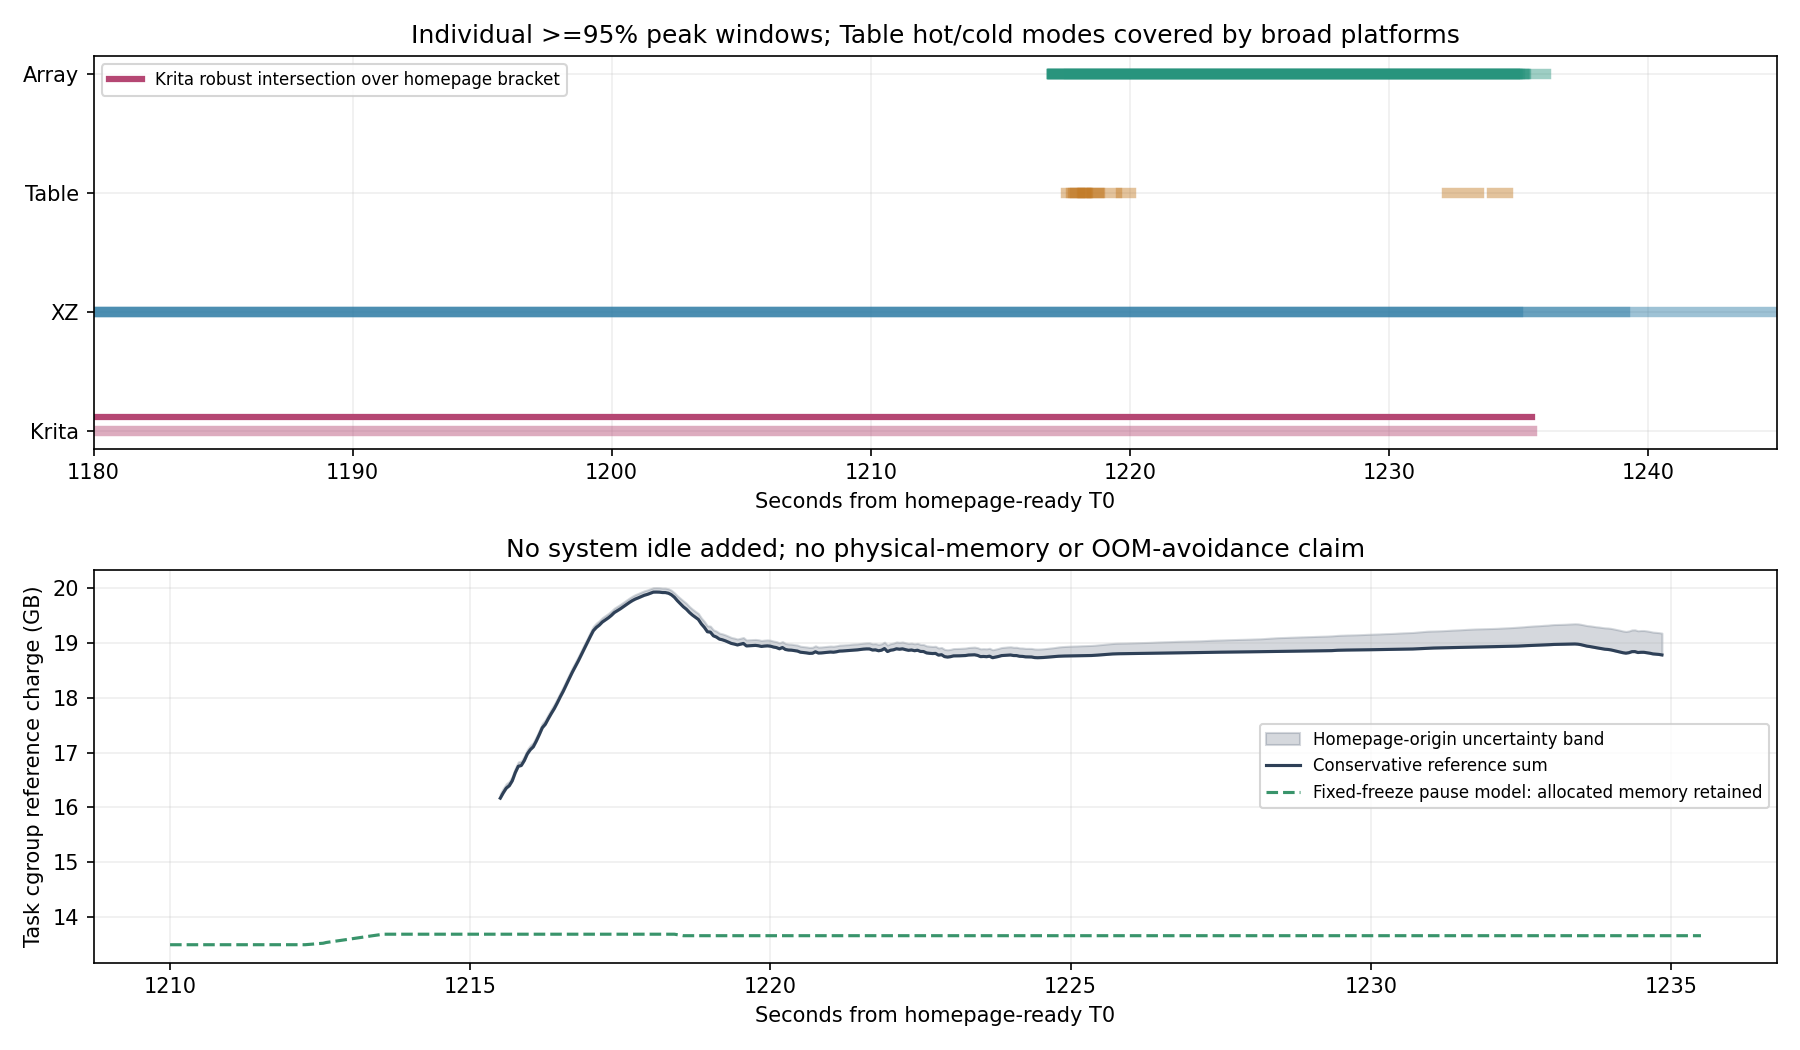 Individual >=95% peak windows; Table hot/cold modes covered by broad platforms
Krita robust intersection over homepage bracket
Array
Table
XZ
Krita
1180 1190 1200 1210 1220 1230 1240
Seconds from homepage-ready T0
No system idle added; no physical-memory or OOM-avoidance claim
Task cgroup reference charge (GB)
20
19
18
17
16
15
14
Homepage-origin uncertainty band
Conservative reference sum
Fixed-freeze pause model: allocated memory retained
1210 1215 1220 1225 1230 1235
Seconds from homepage-ready T0